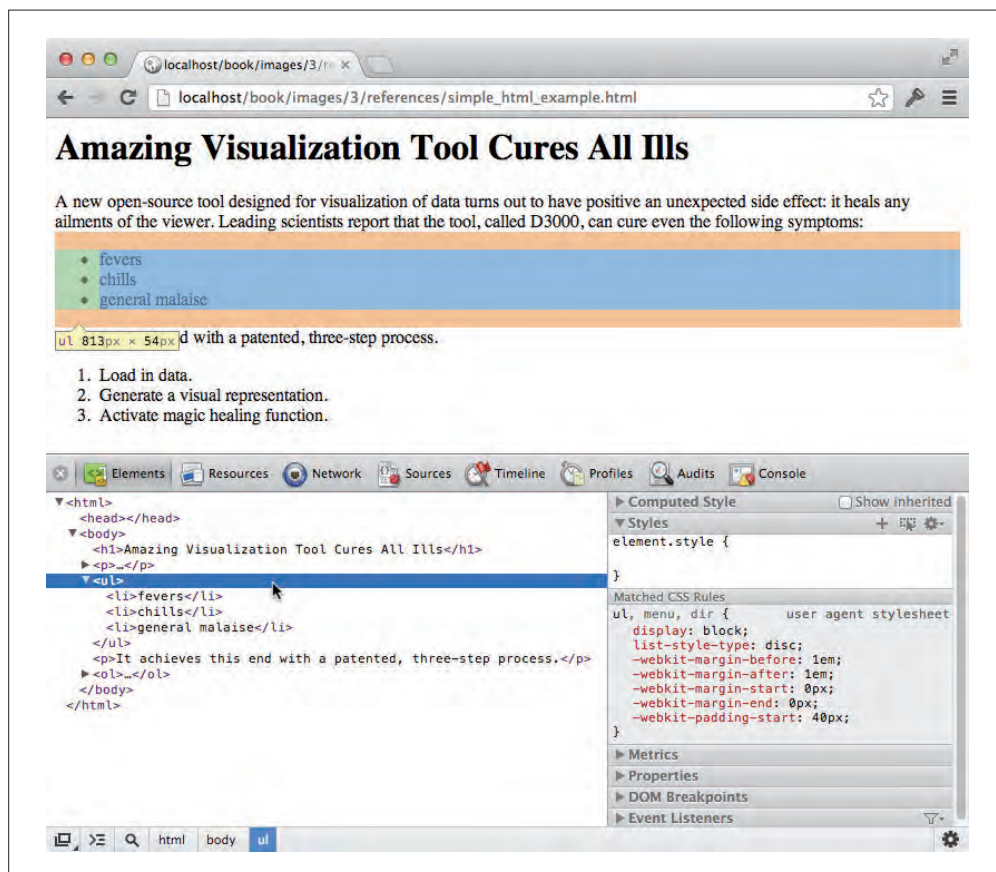 localhost/book/images/3/re
localhost/book/images/3/references/simple_html_example.html
Amazing Visualization Tool Cures All Ills
A new open-source tool designed for visualization of data turns out to have positive an unexpected side effect: it heals any
ailments of the viewer. Leading scientists report that the tool, called D3000, can cure even the following symptoms:
• fevers
• chills
• general malaise
ul 813px × 54px d with a patented, three-step process.
1. Load in data.
2. Generate a visual representation.
3. Activate magic healing function.
Elements Resources Network Sources Timeline Profiles Audits Console
▼<html>
<head></head>
▼<body>
<h1>Amazing Visualization Tool Cures All Ills</h1>
▶<p>…</p>
▼<ul>
<li>fevers</li>
<li>chills</li>
<li>general malaise</li>
</ul>
<p>It achieves this end with a patented, three-step process.</p>
▶<ol>…</ol>
</body>
</html>
▶ Computed Style Show inherited
▼ Styles
element.style {
}
Matched CSS Rules
ul, menu, dir { user agent stylesheet
display: block;
list-style-type: disc;
-webkit-margin-before: 1em;
-webkit-margin-after: 1em;
-webkit-margin-start: 0px;
-webkit-margin-end: 0px;
-webkit-padding-start: 40px;
}
▶ Metrics
▶ Properties
▶ DOM Breakpoints
▶ Event Listeners
html body ul